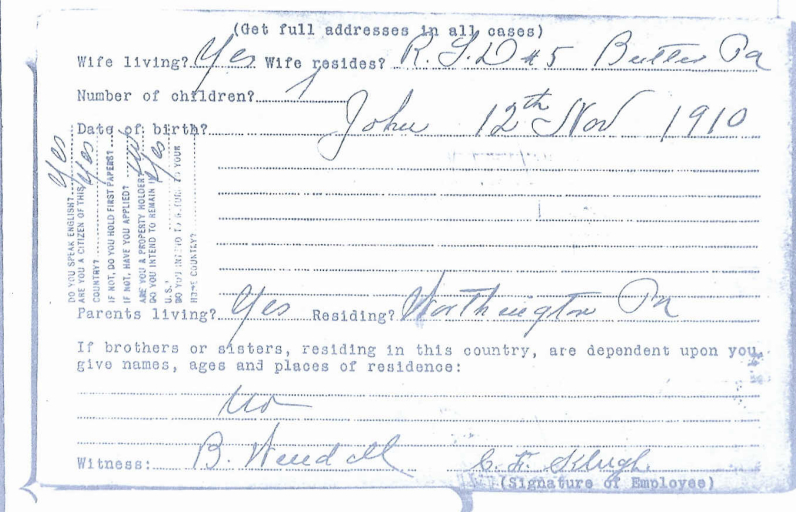 (Get full addresses in all cases)
Wife living? Yes Wife resides? R.F.D #5 Butler Pa
Number of children? 1
Date of birth? John 12th Nov 1910
DO YOU SPEAK ENGLISH? Yes
ARE YOU A CITIZEN OF THIS COUNTRY? Yes
IF NOT, DO YOU HOLD FIRST PAPERS?
IF NOT, HAVE YOU APPLIED?
ARE YOU A PROPERTY HOLDER? no
DO YOU INTEND TO REMAIN IN U.S.? Yes
DO YOU INTEND TO RETURN TO YOUR HOME COUNTRY?
Parents living? Yes Residing? Worthington Pa
If brothers or sisters, residing in this country, are dependent upon you,
give names, ages and places of residence:
no
Witness: B. C. F.
(Signature of Employee)